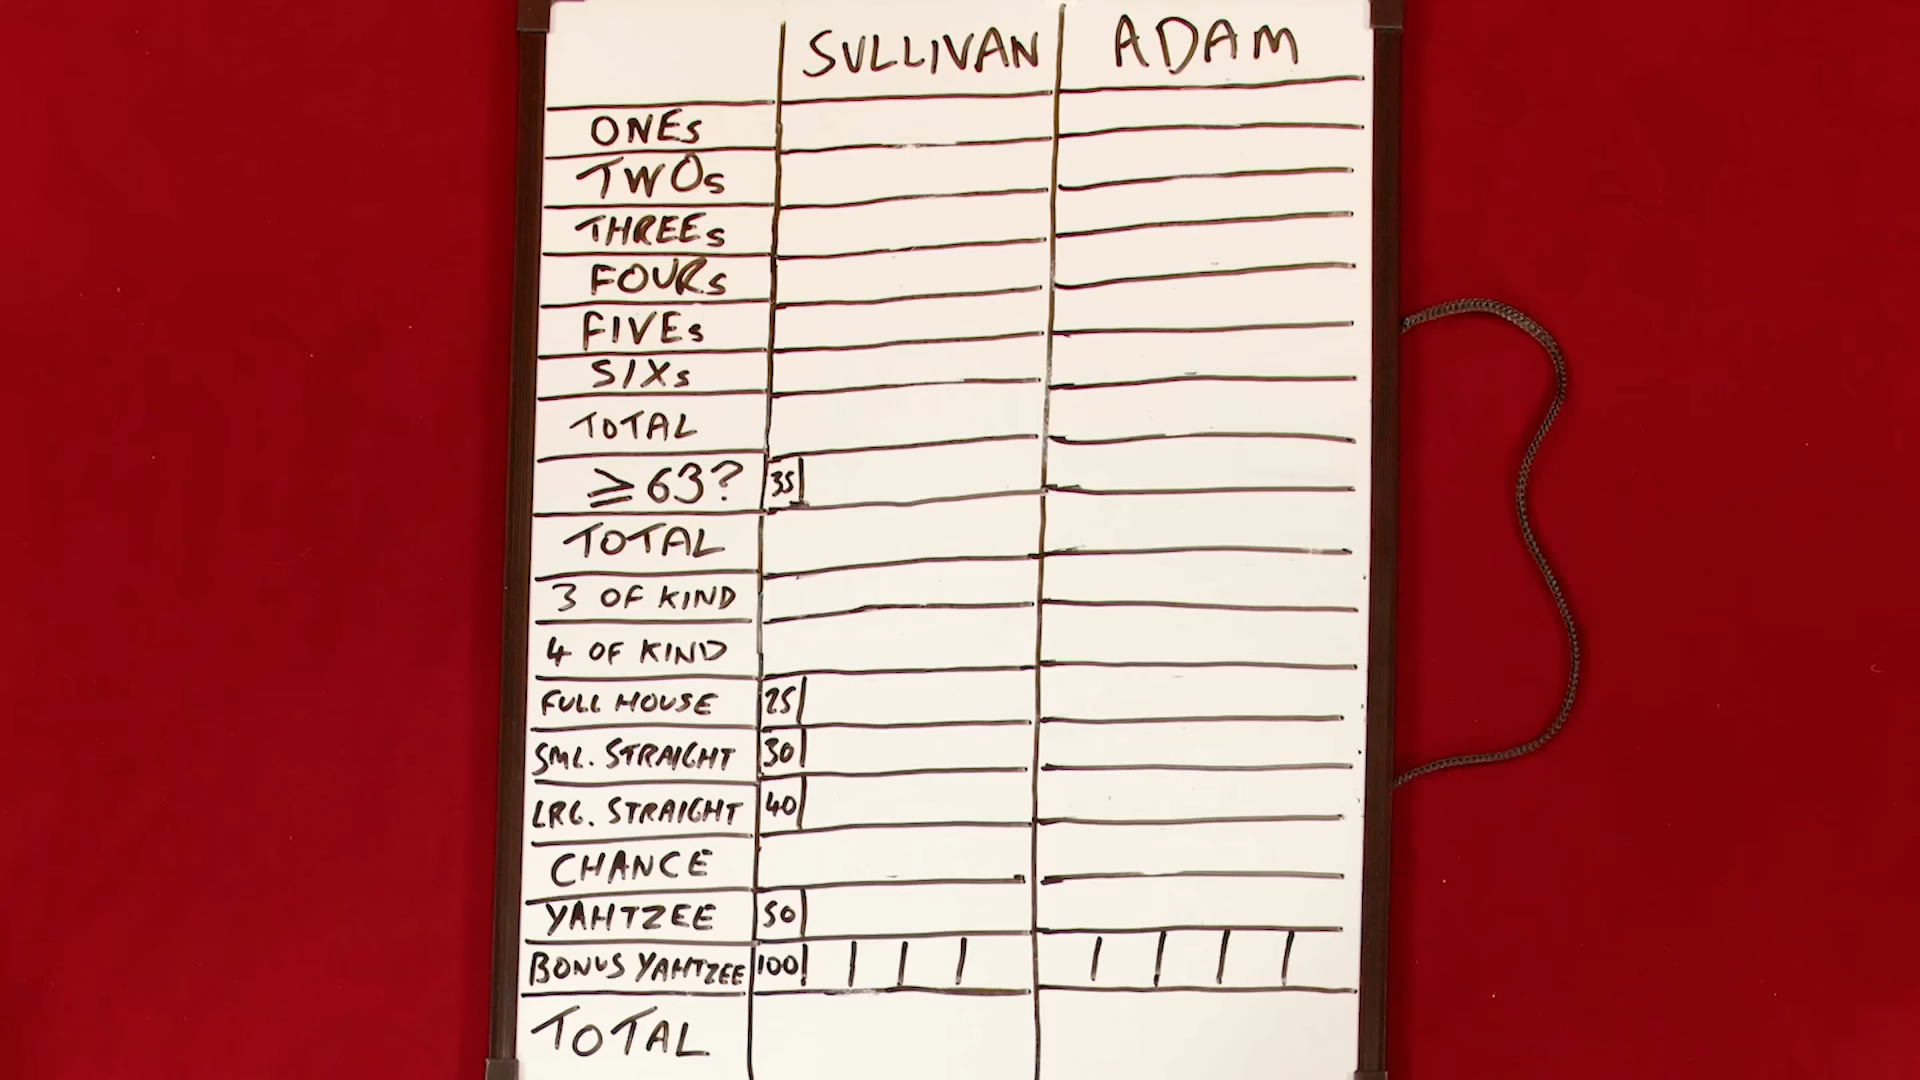 SULLIVAN ADAM
ONEs
TWOs
THREEs
FOURs
FIVEs
SIXs
TOTAL
≥63? 35
TOTAL
3 OF KIND
4 OF KIND
FULL HOUSE 25
SML. STRAIGHT 30
LRG. STRAIGHT 40
CHANCE
YAHTZEE 50
BONUS YAHTZEE 100
TOTAL